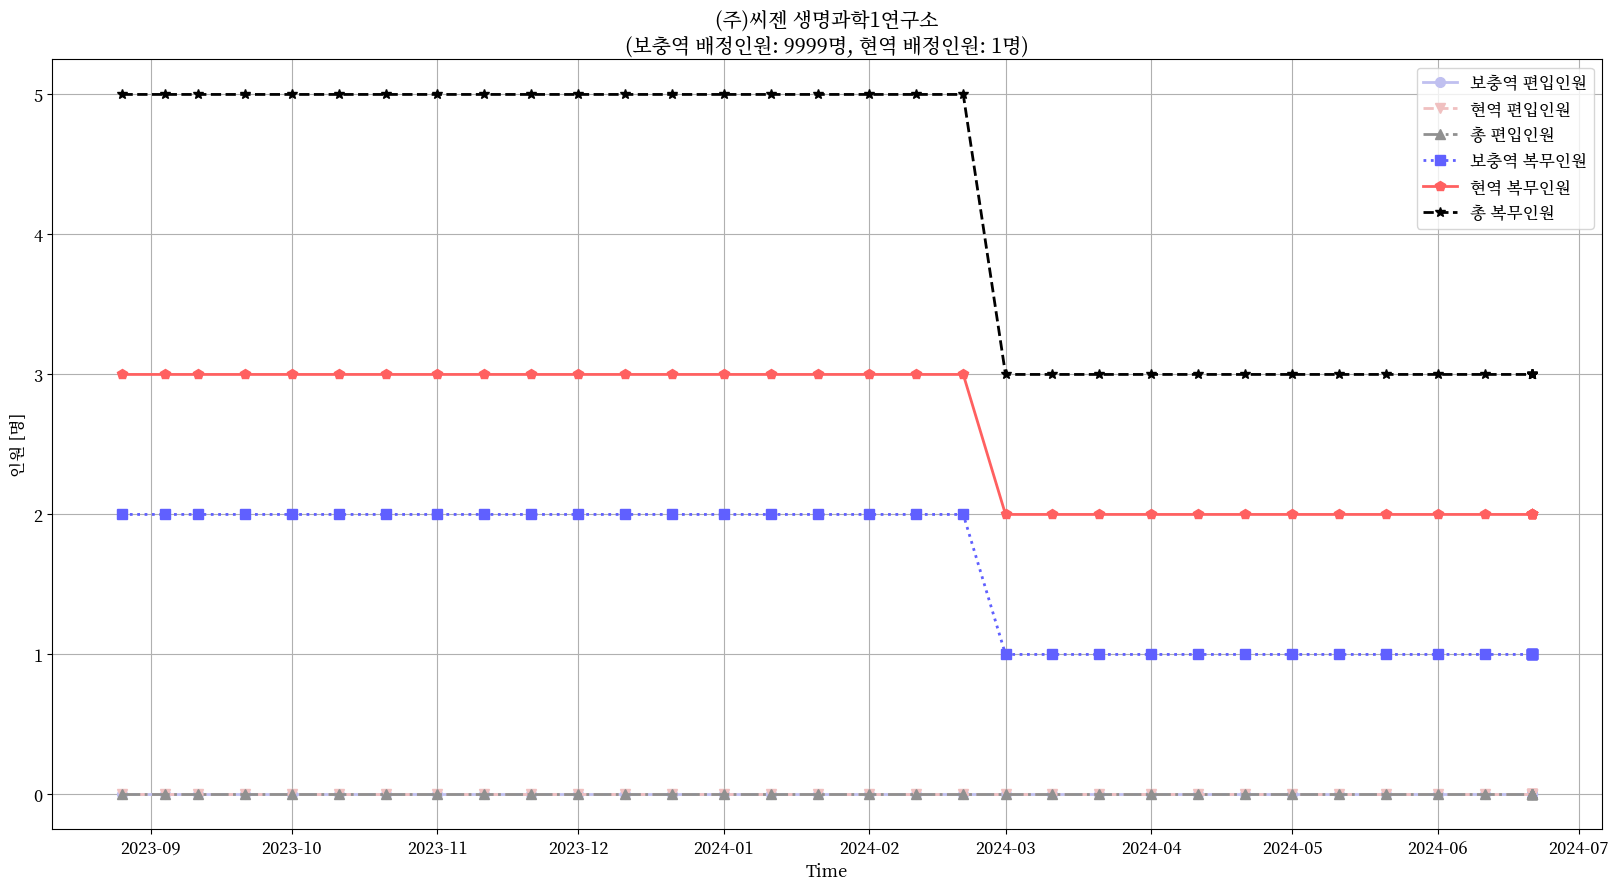 (주)씨젠 생명과학1연구소
(보충역 배정인원: 9999명, 현역 배정인원: 1명)
보충역 편입인원
현역 편입인원
총 편입인원
보충역 복무인원
현역 복무인원
총 복무인원
인원 [명]
5
4
3
2
1
0
2023-09 2023-10 2023-11 2023-12 2024-01 2024-02 2024-03 2024-04 2024-05 2024-06 2024-07
Time